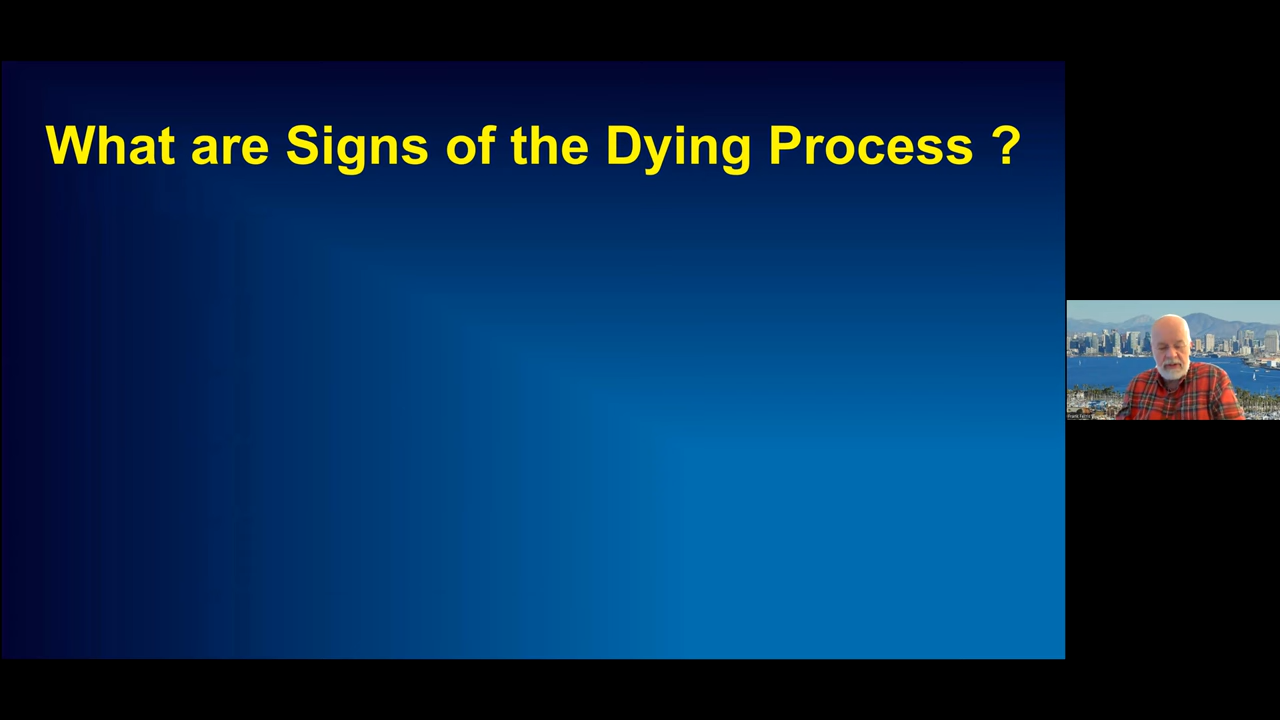 What are Signs of the Dying Process ?